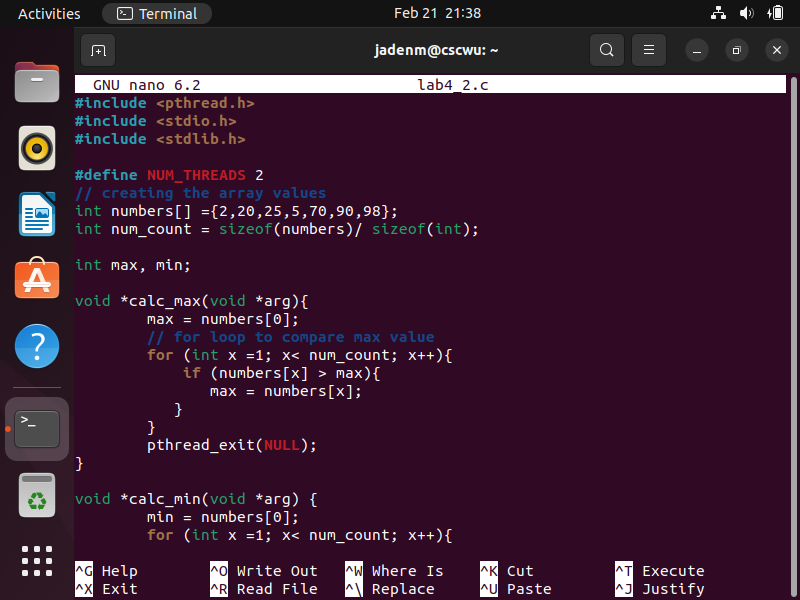 Activities Terminal Feb 21 21:38
jadenm@cscwu: ~
GNU nano 6.2 lab4_2.c
#include <pthread.h>
#include <stdio.h>
#include <stdlib.h>
#define NUM_THREADS 2
// creating the array values
int numbers[] ={2,20,25,5,70,90,98};
int num_count = sizeof(numbers)/ sizeof(int);
int max, min;
void *calc_max(void *arg){
max = numbers[0];
// for loop to compare max value
for (int x =1; x< num_count; x++){
if (numbers[x] > max){
max = numbers[x];
}
}
pthread_exit(NULL);
}
void *calc_min(void *arg) {
min = numbers[0];
for (int x =1; x< num_count; x++){
^G Help ^O Write Out ^W Where Is ^K Cut ^T Execute
^X Exit ^R Read File ^\ Replace ^U Paste ^J Justify